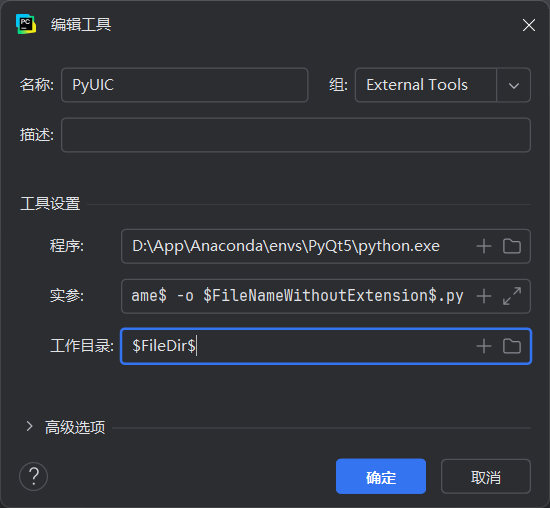 PC
编辑工具
名称: PyUIC 组: External Tools
描述:
工具设置
程序: D:\App\Anaconda\envs\PyQt5\python.exe
实参: ame$ -o $FileNameWithoutExtension$.py
工作目录: $FileDir$
高级选项
? 确定 取消